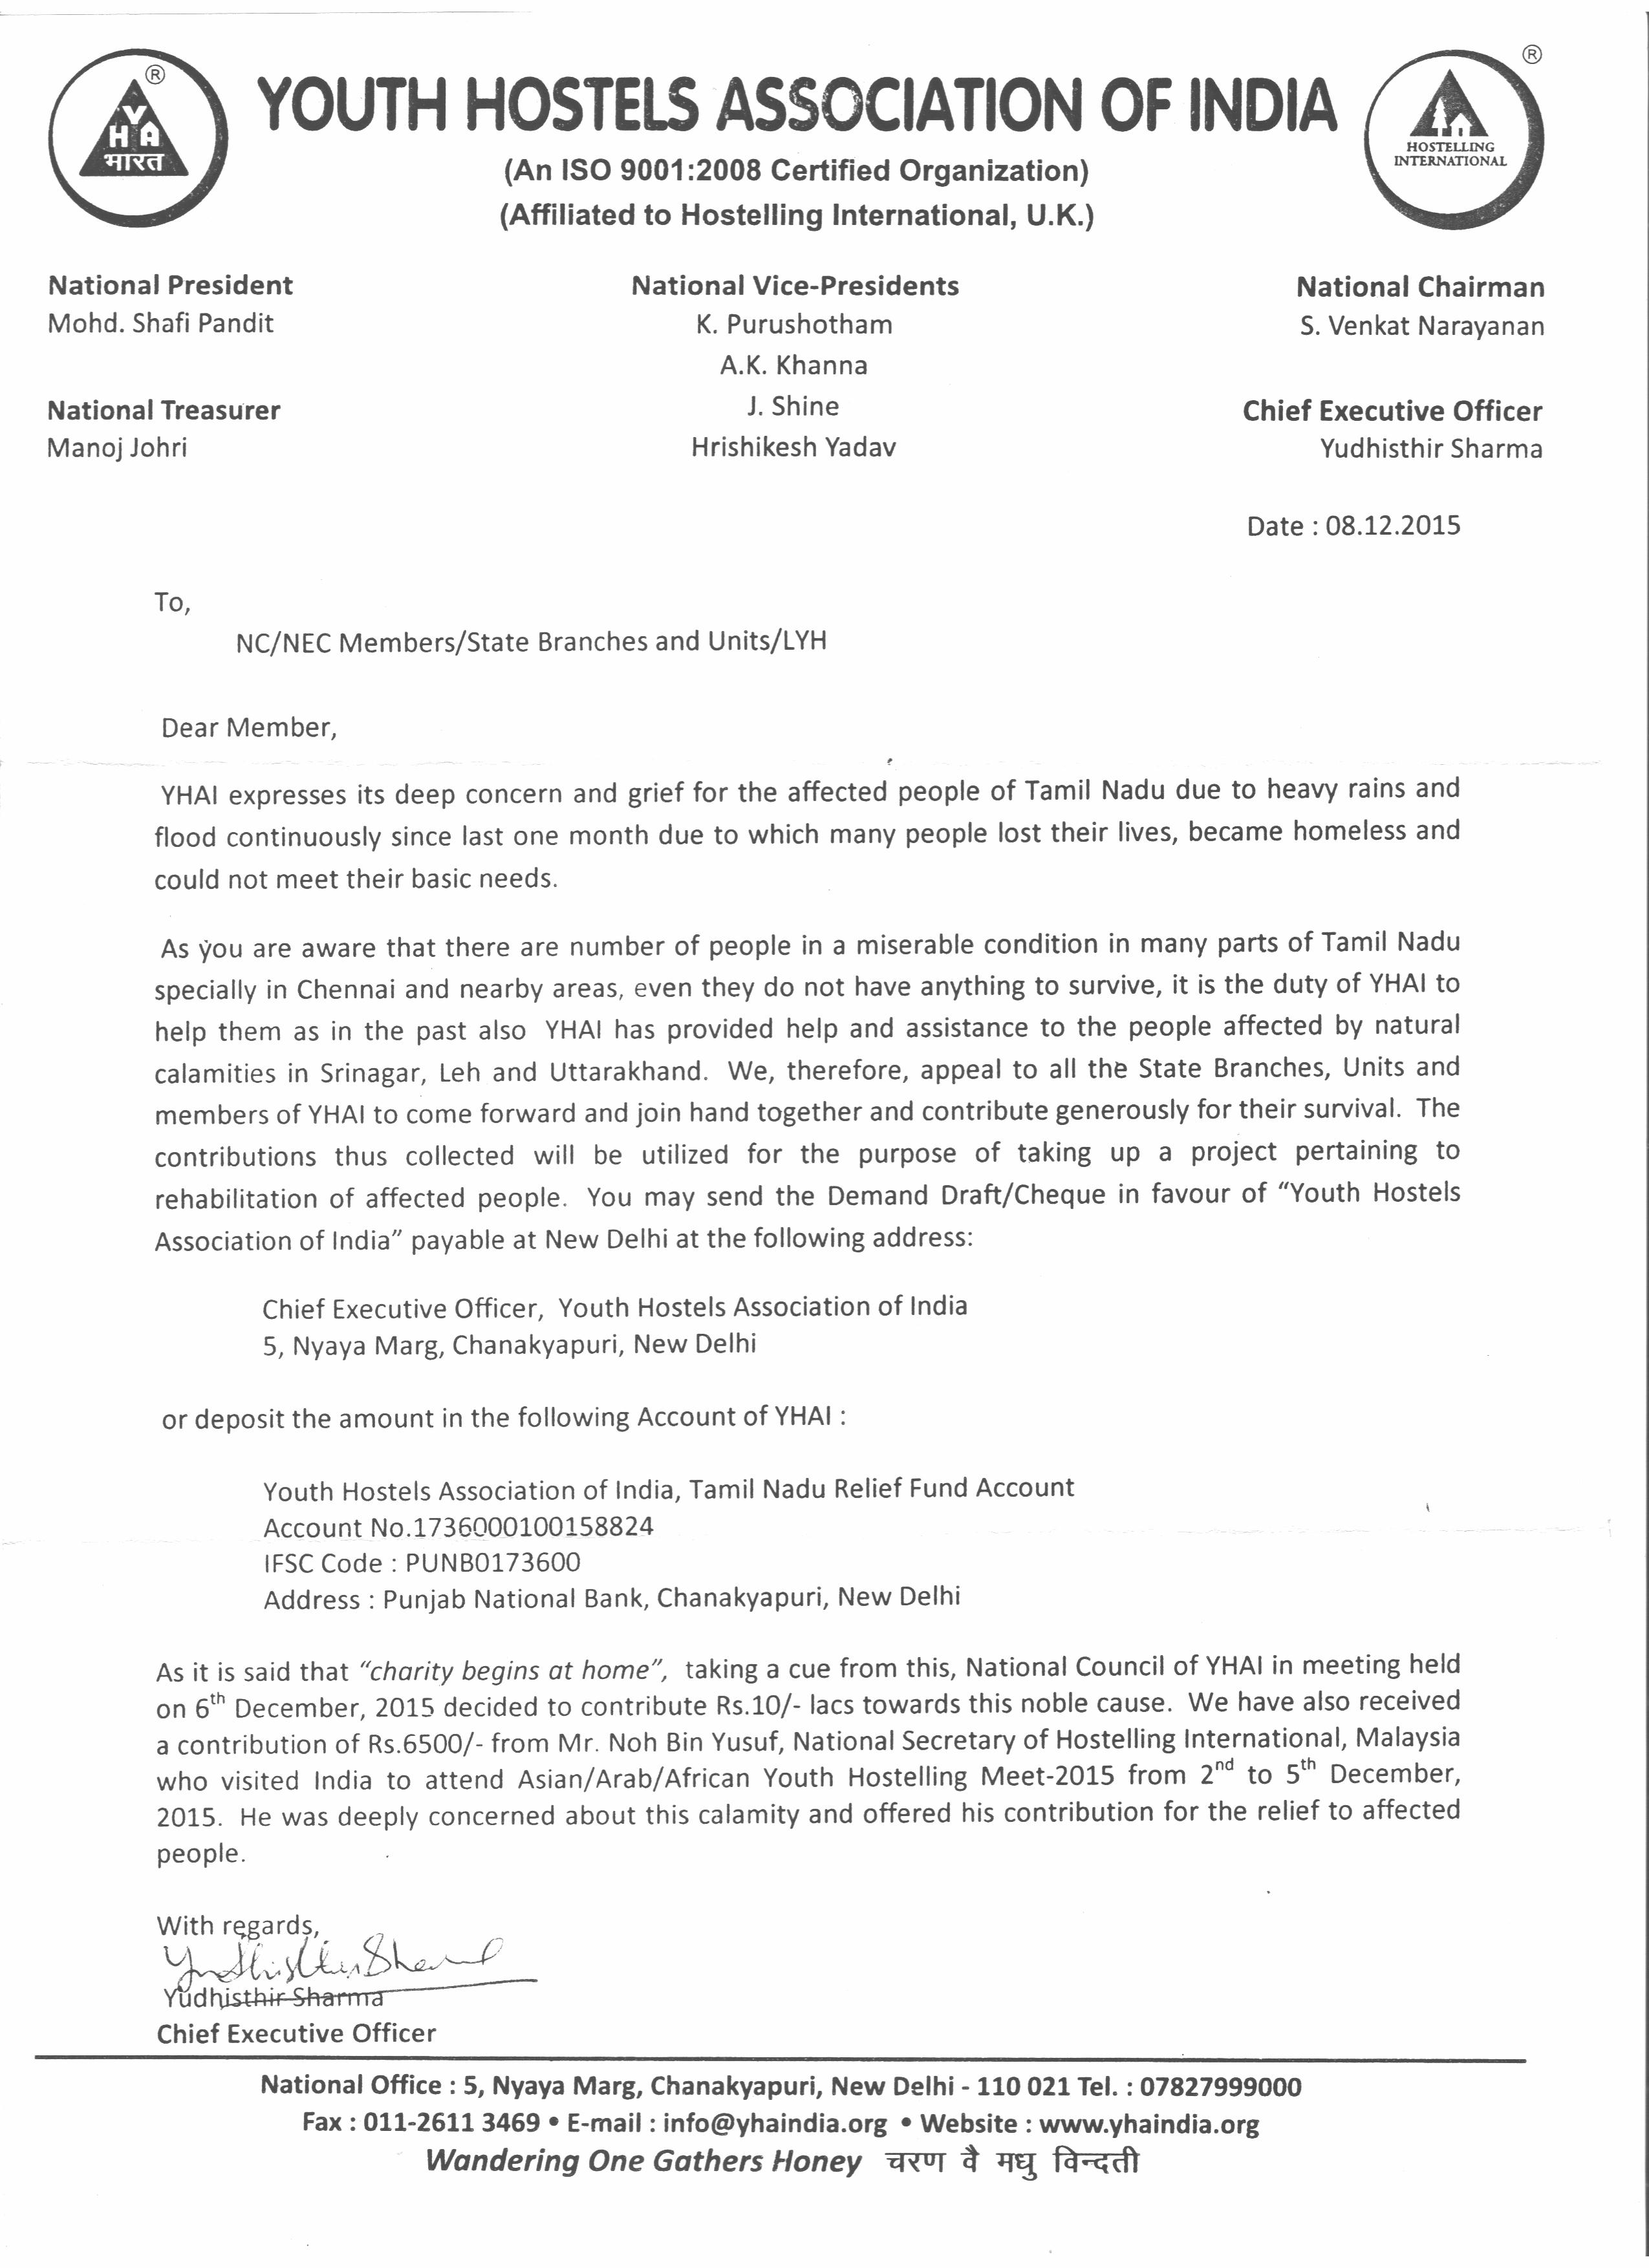 ®
YHA
भारत
YOUTH HOSTELS ASSOCIATION OF INDIA
(An ISO 9001:2008 Certified Organization)
(Affiliated to Hostelling International, U.K.)
®
HOSTELLING
INTERNATIONAL
National President
Mohd. Shafi Pandit
National Treasurer
Manoj Johri
National Vice-Presidents
K. Purushotham
A.K. Khanna
J. Shine
Hrishikesh Yadav
National Chairman
S. Venkat Narayanan
Chief Executive Officer
Yudhisthir Sharma
Date : 08.12.2015
To,
NC/NEC Members/State Branches and Units/LYH
Dear Member,
YHAI expresses its deep concern and grief for the affected people of Tamil Nadu due to heavy rains and
flood continuously since last one month due to which many people lost their lives, became homeless and
could not meet their basic needs.
As you are aware that there are number of people in a miserable condition in many parts of Tamil Nadu
specially in Chennai and nearby areas, even they do not have anything to survive, it is the duty of YHAI to
help them as in the past also YHAI has provided help and assistance to the people affected by natural
calamities in Srinagar, Leh and Uttarakhand. We, therefore, appeal to all the State Branches, Units and
members of YHAI to come forward and join hand together and contribute generously for their survival. The
contributions thus collected will be utilized for the purpose of taking up a project pertaining to
rehabilitation of affected people. You may send the Demand Draft/Cheque in favour of “Youth Hostels
Association of India” payable at New Delhi at the following address:
Chief Executive Officer, Youth Hostels Association of India
5, Nyaya Marg, Chanakyapuri, New Delhi
or deposit the amount in the following Account of YHAI :
Youth Hostels Association of India, Tamil Nadu Relief Fund Account
Account No.1736000100158824
IFSC Code : PUNB0173600
Address : Punjab National Bank, Chanakyapuri, New Delhi
As it is said that “charity begins at home”, taking a cue from this, National Council of YHAI in meeting held
on 6th December, 2015 decided to contribute Rs.10/- lacs towards this noble cause. We have also received
a contribution of Rs.6500/- from Mr. Noh Bin Yusuf, National Secretary of Hostelling International, Malaysia
who visited India to attend Asian/Arab/African Youth Hostelling Meet-2015 from 2nd to 5th December,
2015. He was deeply concerned about this calamity and offered his contribution for the relief to affected
people.
With regards,
Yudhisthir Sharma
Yudhisthir Sharma
Chief Executive Officer
National Office : 5, Nyaya Marg, Chanakyapuri, New Delhi - 110 021 Tel. : 07827999000
Fax : 011-2611 3469 • E-mail : info@yhaindia.org • Website : www.yhaindia.org
Wandering One Gathers Honey चरण वै मधु विन्दती